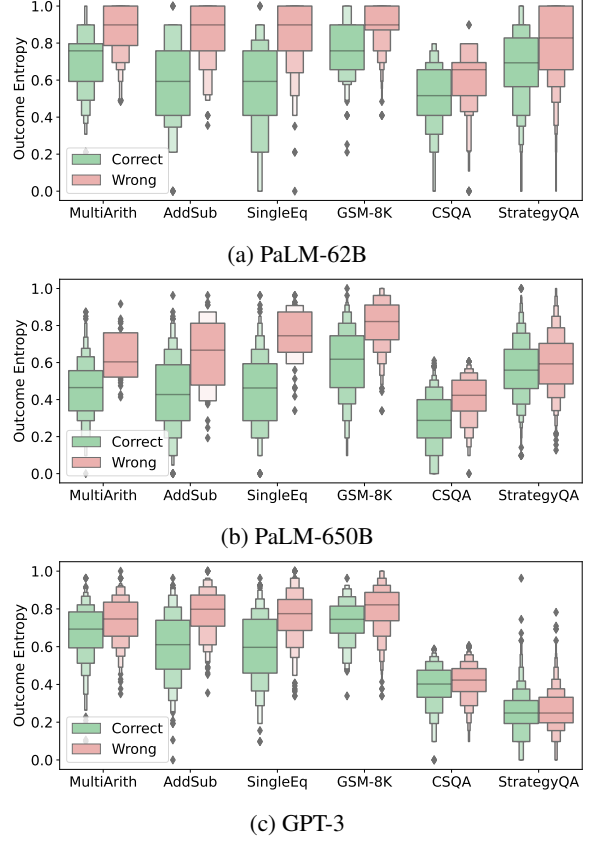 Outcome Entropy
1.0
0.8
0.6
0.4
0.2
0.0
Correct
Wrong
MultiArith AddSub SingleEq GSM-8K CSQA StrategyQA
(a) PaLM-62B
Outcome Entropy
1.0
0.8
0.6
0.4
0.2
0.0
Correct
Wrong
MultiArith AddSub SingleEq GSM-8K CSQA StrategyQA
(b) PaLM-650B
Outcome Entropy
1.0
0.8
0.6
0.4
0.2
0.0
Correct
Wrong
MultiArith AddSub SingleEq GSM-8K CSQA StrategyQA
(c) GPT-3